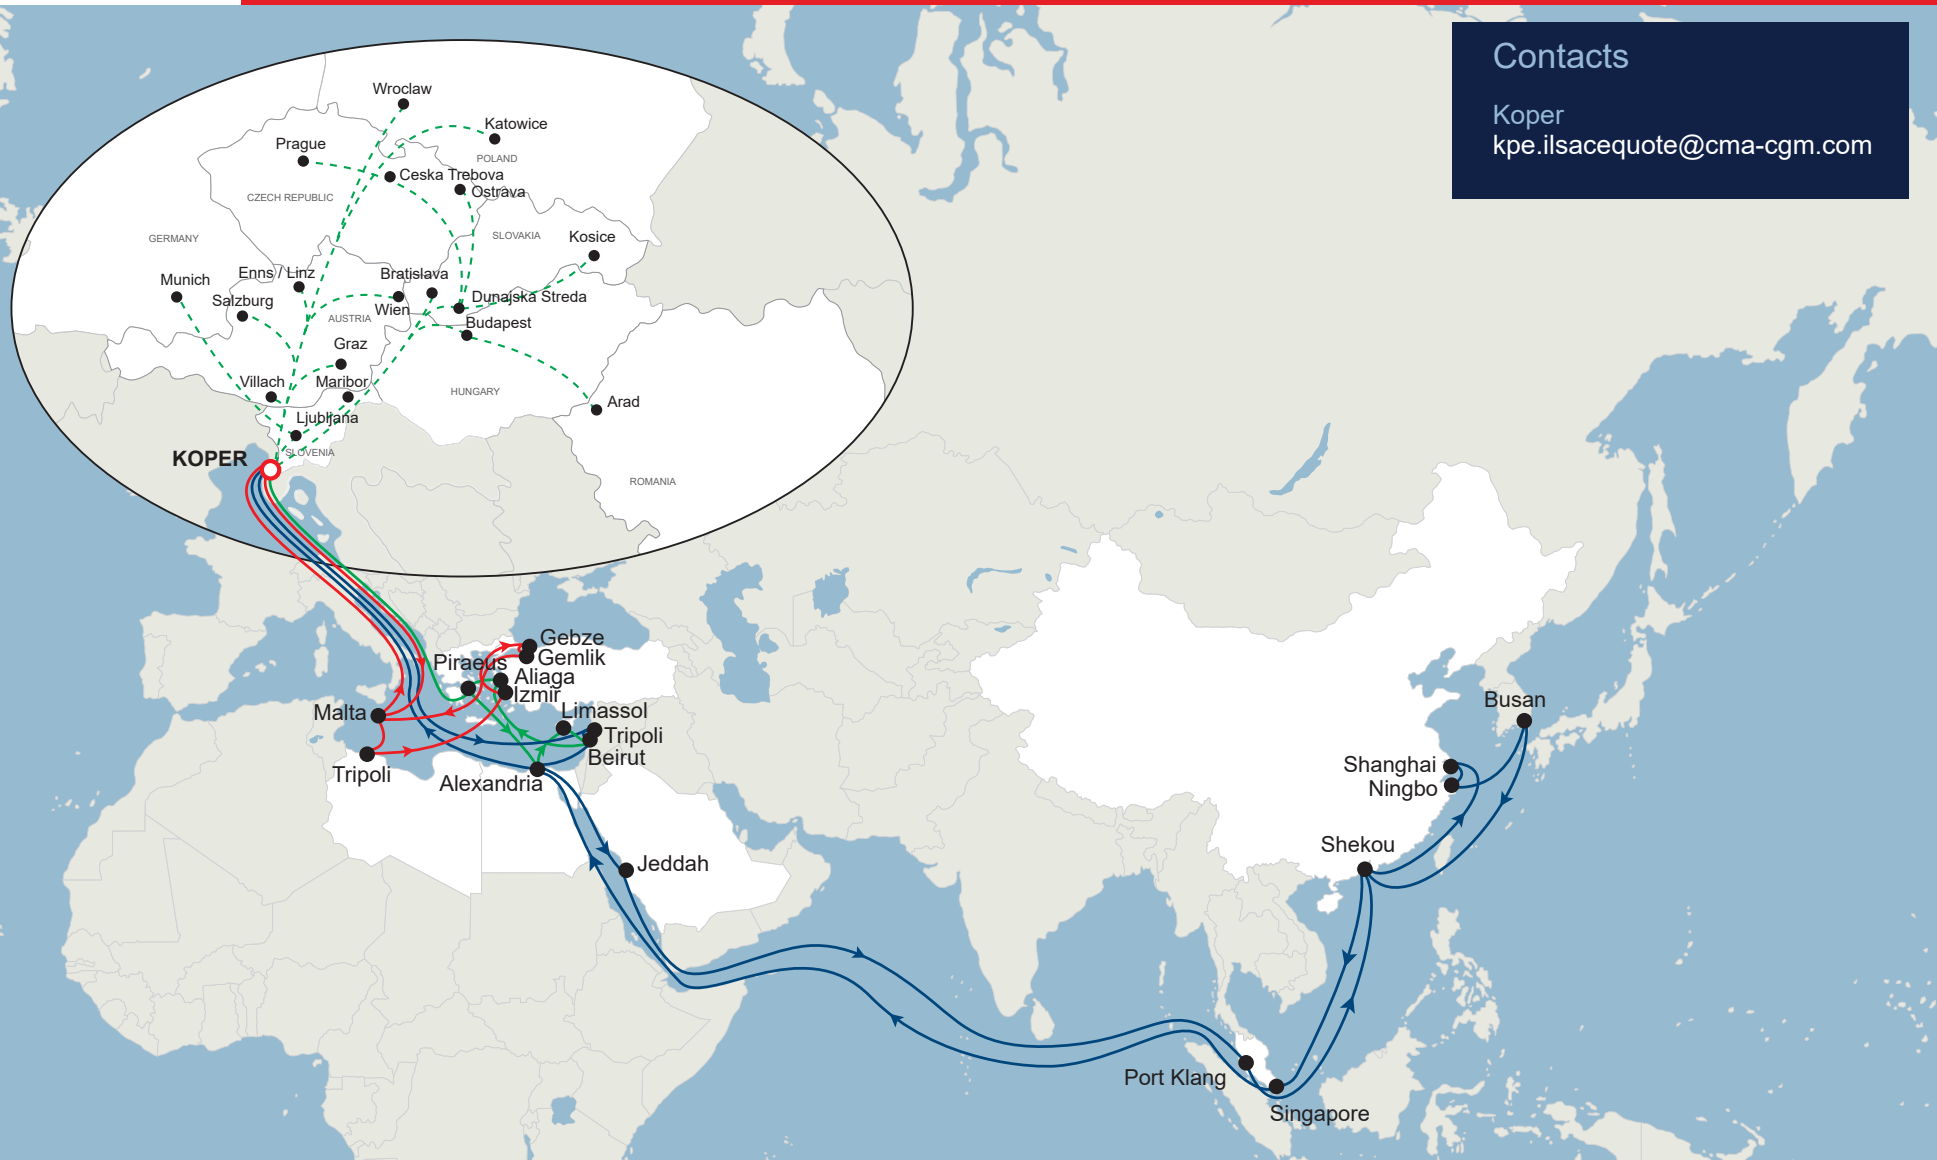 Contacts
Koper
kpe.ilsacequote@cma-cgm.com
Wroclaw
Katowice
Prague
POLAND
Ceska Trebova
Ostrava
CZECH REPUBLIC
GERMANY
SLOVAKIA
Kosice
Munich
Enns / Linz
Bratislava
Salzburg
Wien
Dunajska Streda
AUSTRIA
Budapest
Graz
Villach
Maribor
HUNGARY
Arad
Ljubljana
KOPER
SLOVENIA
ROMANIA
Gebze
Piraeus
Gemlik
Aliaga
Izmir
Malta
Limassol
Tripoli
Beirut
Tripoli
Alexandria
Busan
Shanghai
Ningbo
Shekou
Jeddah
Port Klang
Singapore